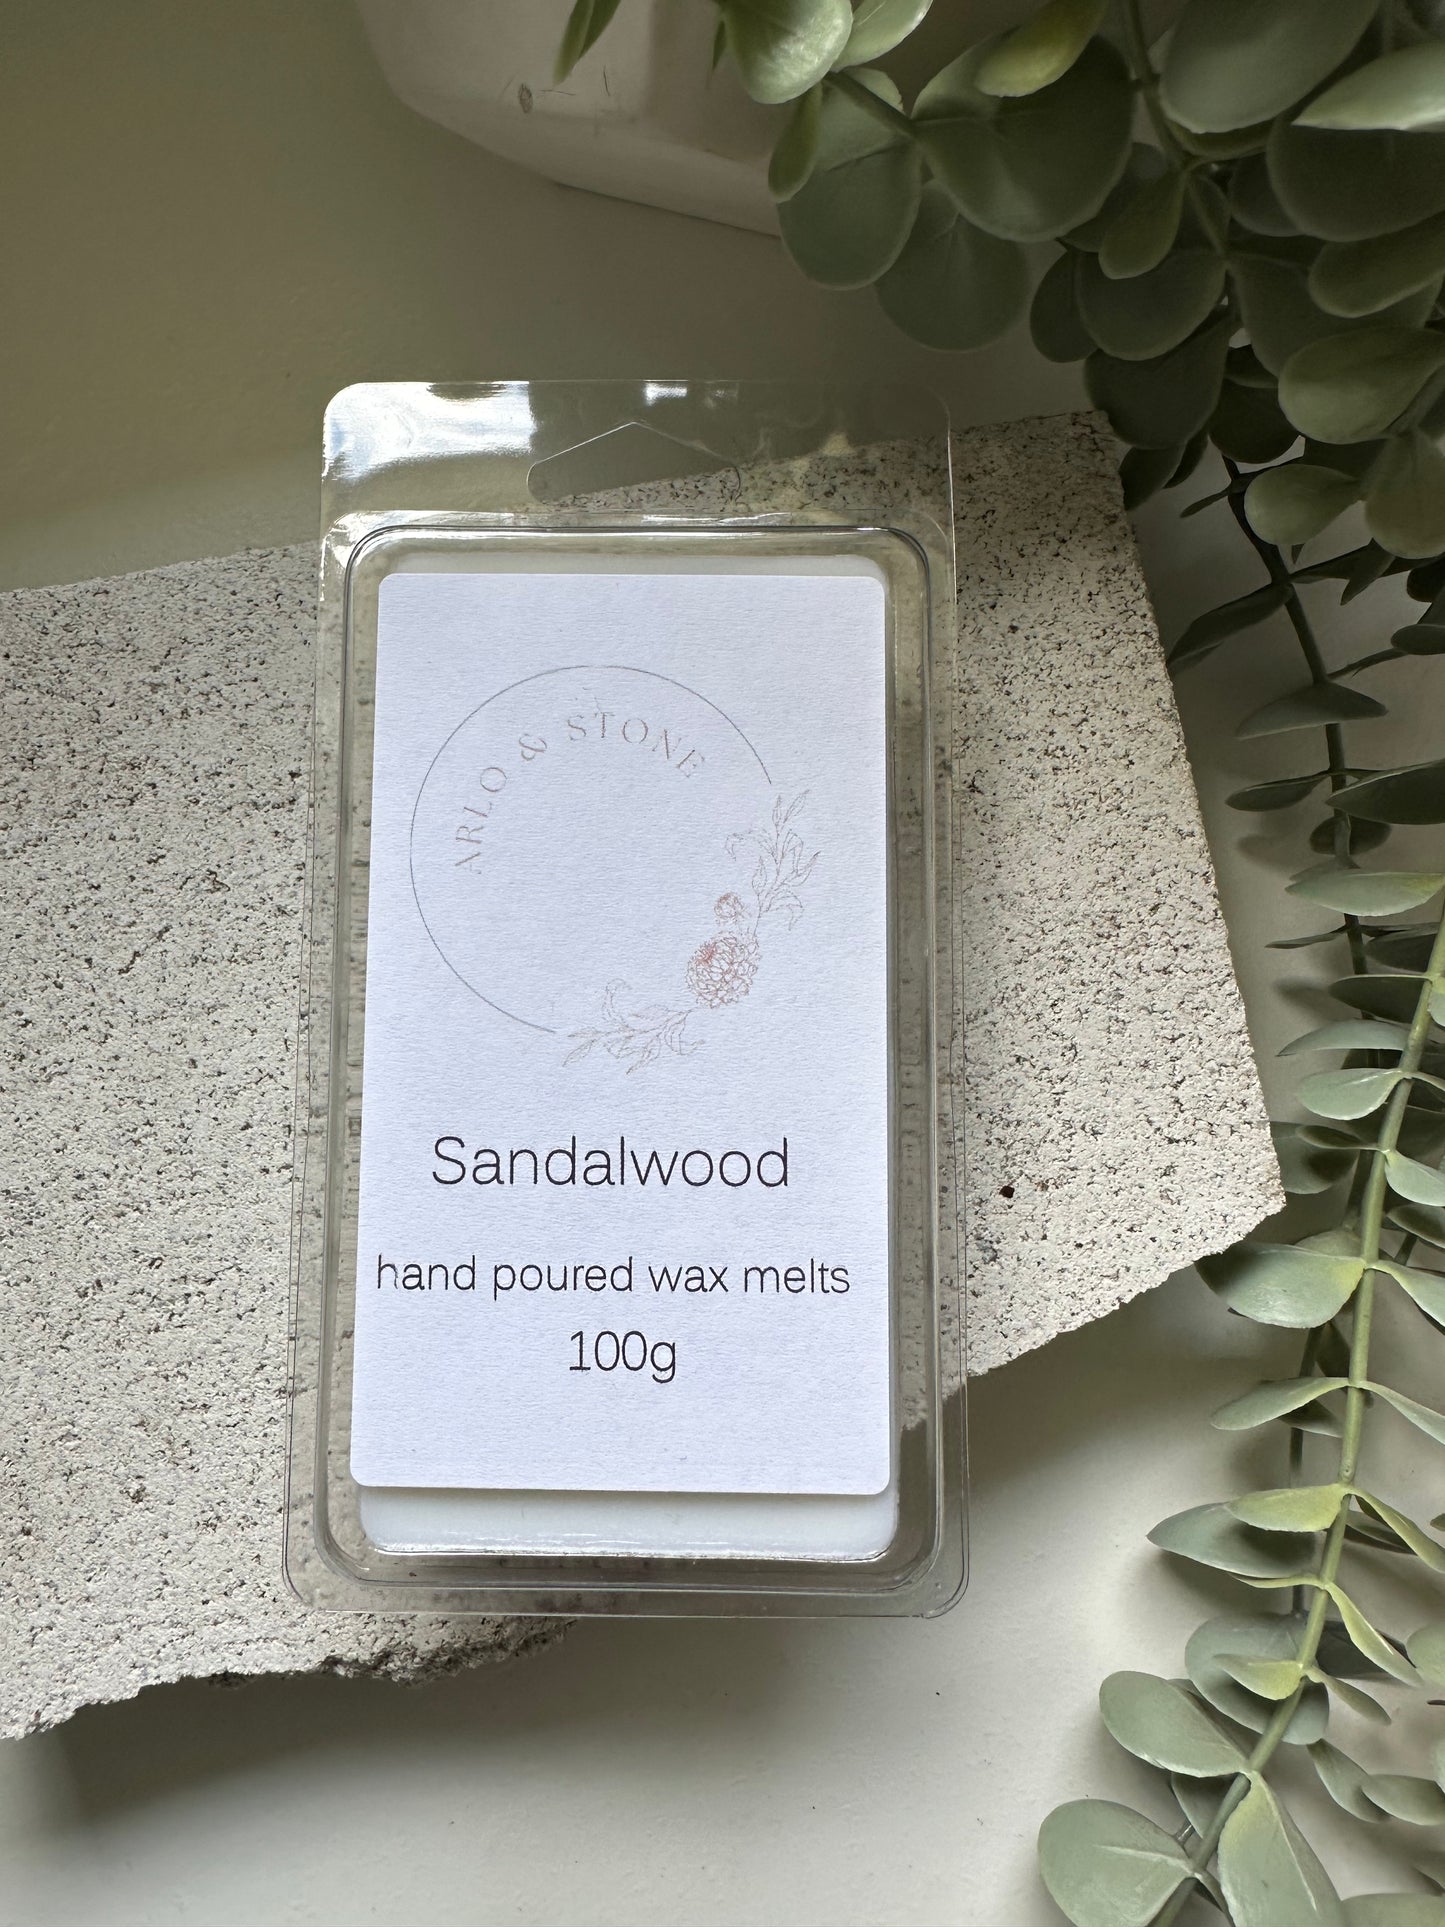 ARLO & STONE
Sandalwood
hand poured wax melts
100g